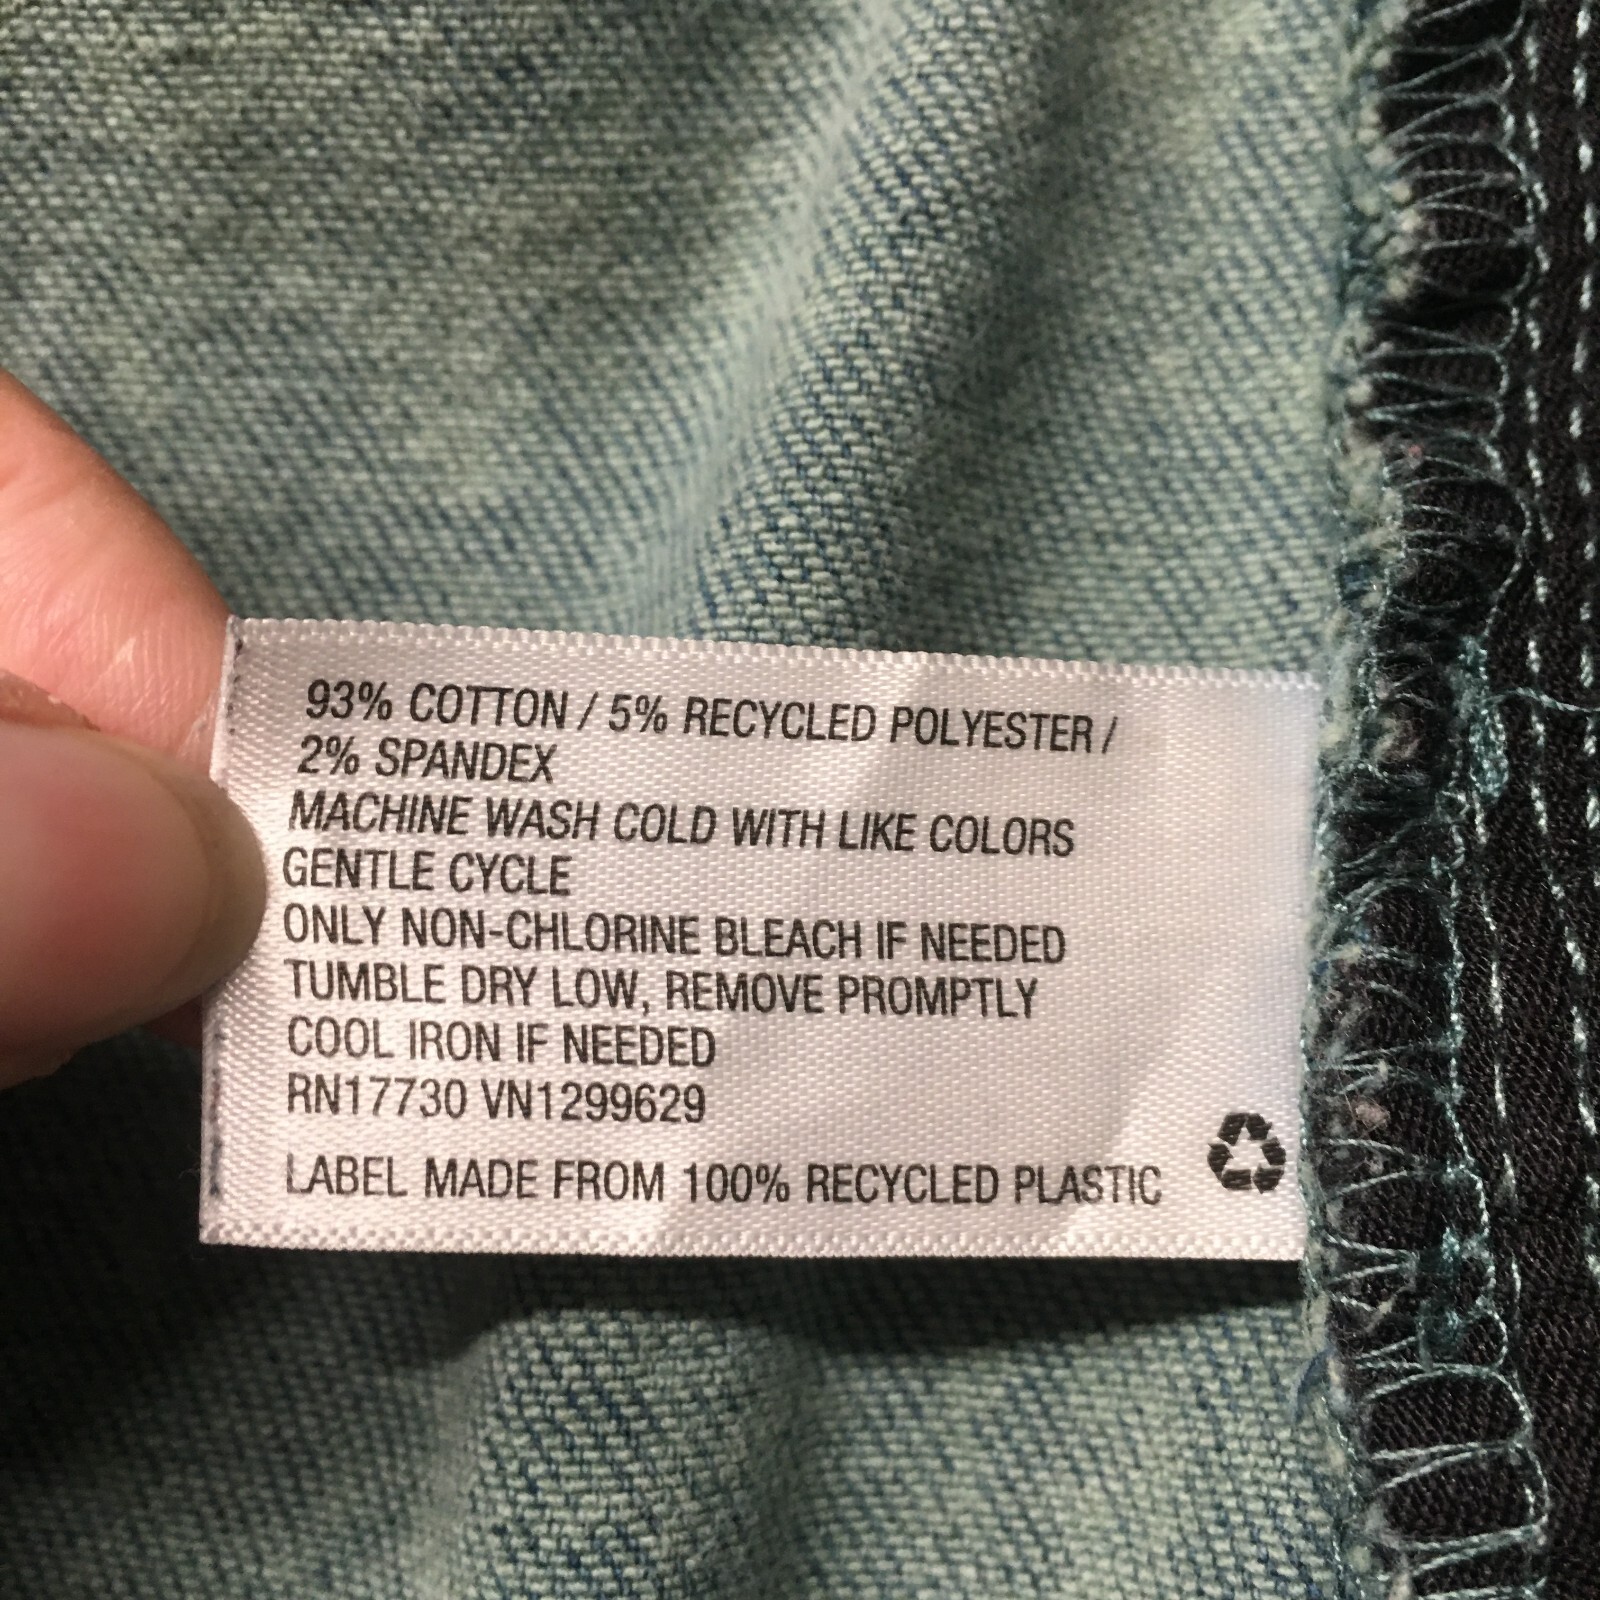 93% COTTON / 5% RECYCLED POLYESTER /
2% SPANDEX
MACHINE WASH COLD WITH LIKE COLORS
GENTLE CYCLE
ONLY NON-CHLORINE BLEACH IF NEEDED
TUMBLE DRY LOW, REMOVE PROMPTLY
COOL IRON IF NEEDED
RN17730 VN1299629
LABEL MADE FROM 100% RECYCLED PLASTIC